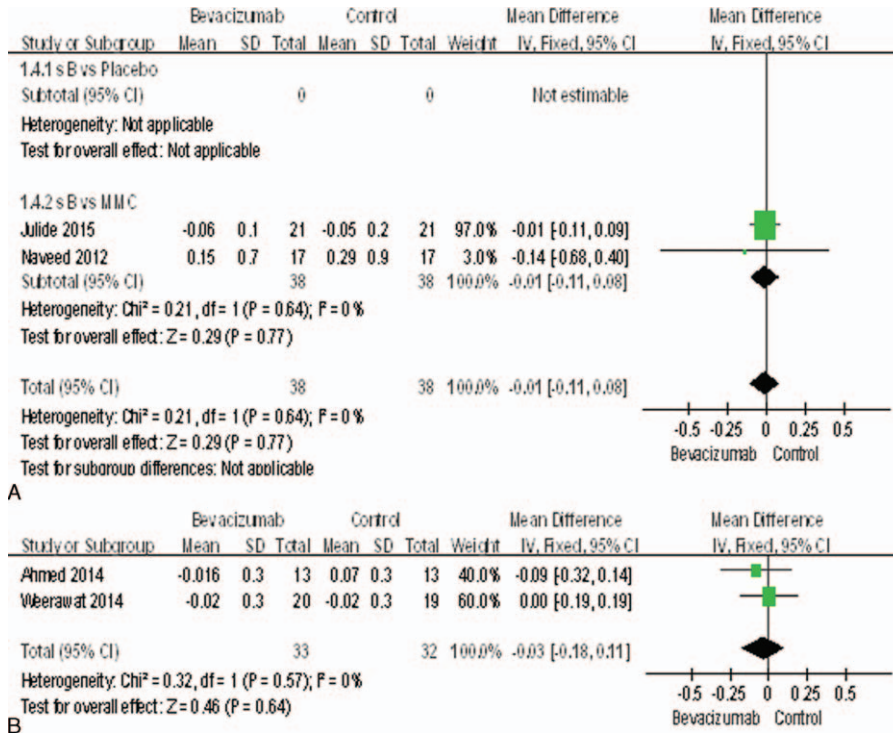 Bevacizumab Control Mean Difference Mean Difference
Study or Subgroup Mean SD Total Mean SD Total Weight IV, Fixed, 95% CI IV, Fixed, 95% CI
1.4.1 s B vs Placebo
Subtotal (95% CI) 0 0 Not estimable
Heterogeneity: Not applicable
Test for overall effect: Not applicable
1.4.2 s B vs MMC
Julide 2015 -0.06 0.1 21 -0.05 0.2 21 97.0% -0.01 [-0.11, 0.09]
Naveed 2012 0.15 0.7 17 0.29 0.9 17 3.0% -0.14 [-0.68, 0.40]
Subtotal (95% CI) 38 38 100.0% -0.01 [-0.11, 0.08]
Heterogeneity: Chi² = 0.21, df = 1 (P = 0.64); I² = 0%
Test for overall effect: Z = 0.29 (P = 0.77)
Total (95% CI) 38 38 100.0% -0.01 [-0.11, 0.08]
Heterogeneity: Chi² = 0.21, df = 1 (P = 0.64); I² = 0%
Test for overall effect: Z = 0.29 (P = 0.77)
Test for subgroup differences: Not applicable
-0.5 -0.25 0 0.25 0.5
Bevacizumab Control
A
Bevacizumab Control Mean Difference Mean Difference
Study or Subgroup Mean SD Total Mean SD Total Weight IV, Fixed, 95% CI IV, Fixed, 95% CI
Ahmed 2014 -0.016 0.3 13 0.07 0.3 13 40.0% -0.09 [-0.32, 0.14]
Weerawat 2014 -0.02 0.3 20 -0.02 0.3 19 60.0% 0.00 [-0.19, 0.19]
Total (95% CI) 33 32 100.0% -0.03 [-0.18, 0.11]
Heterogeneity: Chi² = 0.32, df = 1 (P = 0.57); I² = 0%
Test for overall effect: Z = 0.46 (P = 0.64)
-0.5 -0.25 0 0.25 0.5
Bevacizumab Control
B